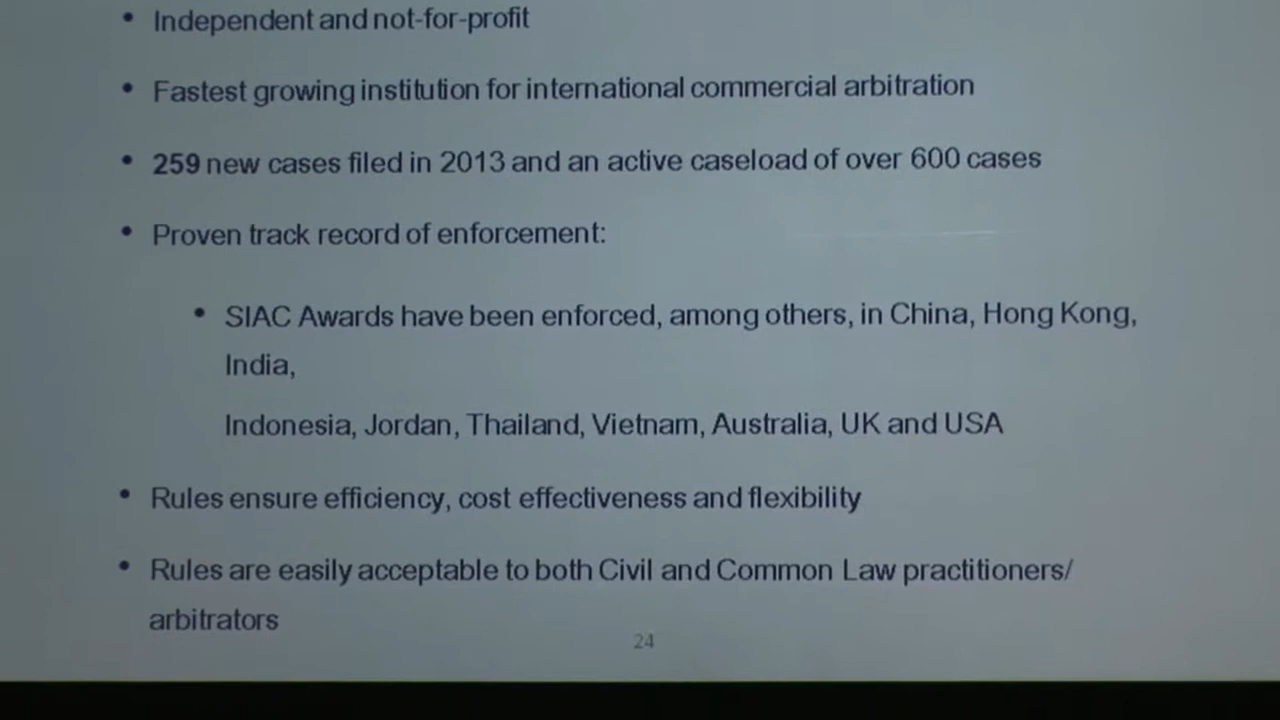 • Independent and not-for-profit
• Fastest growing institution for international commercial arbitration
• 259 new cases filed in 2013 and an active caseload of over 600 cases
• Proven track record of enforcement:
• SIAC Awards have been enforced, among others, in China, Hong Kong,
India,
Indonesia, Jordan, Thailand, Vietnam, Australia, UK and USA
• Rules ensure efficiency, cost effectiveness and flexibility
• Rules are easily acceptable to both Civil and Common Law practitioners/
arbitrators
24